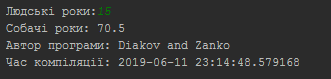 Людські роки:15
Собачі роки: 70.5
Автор програми: Diakov and Zanko
Час компіляції: 2019-06-11 23:14:48.579168